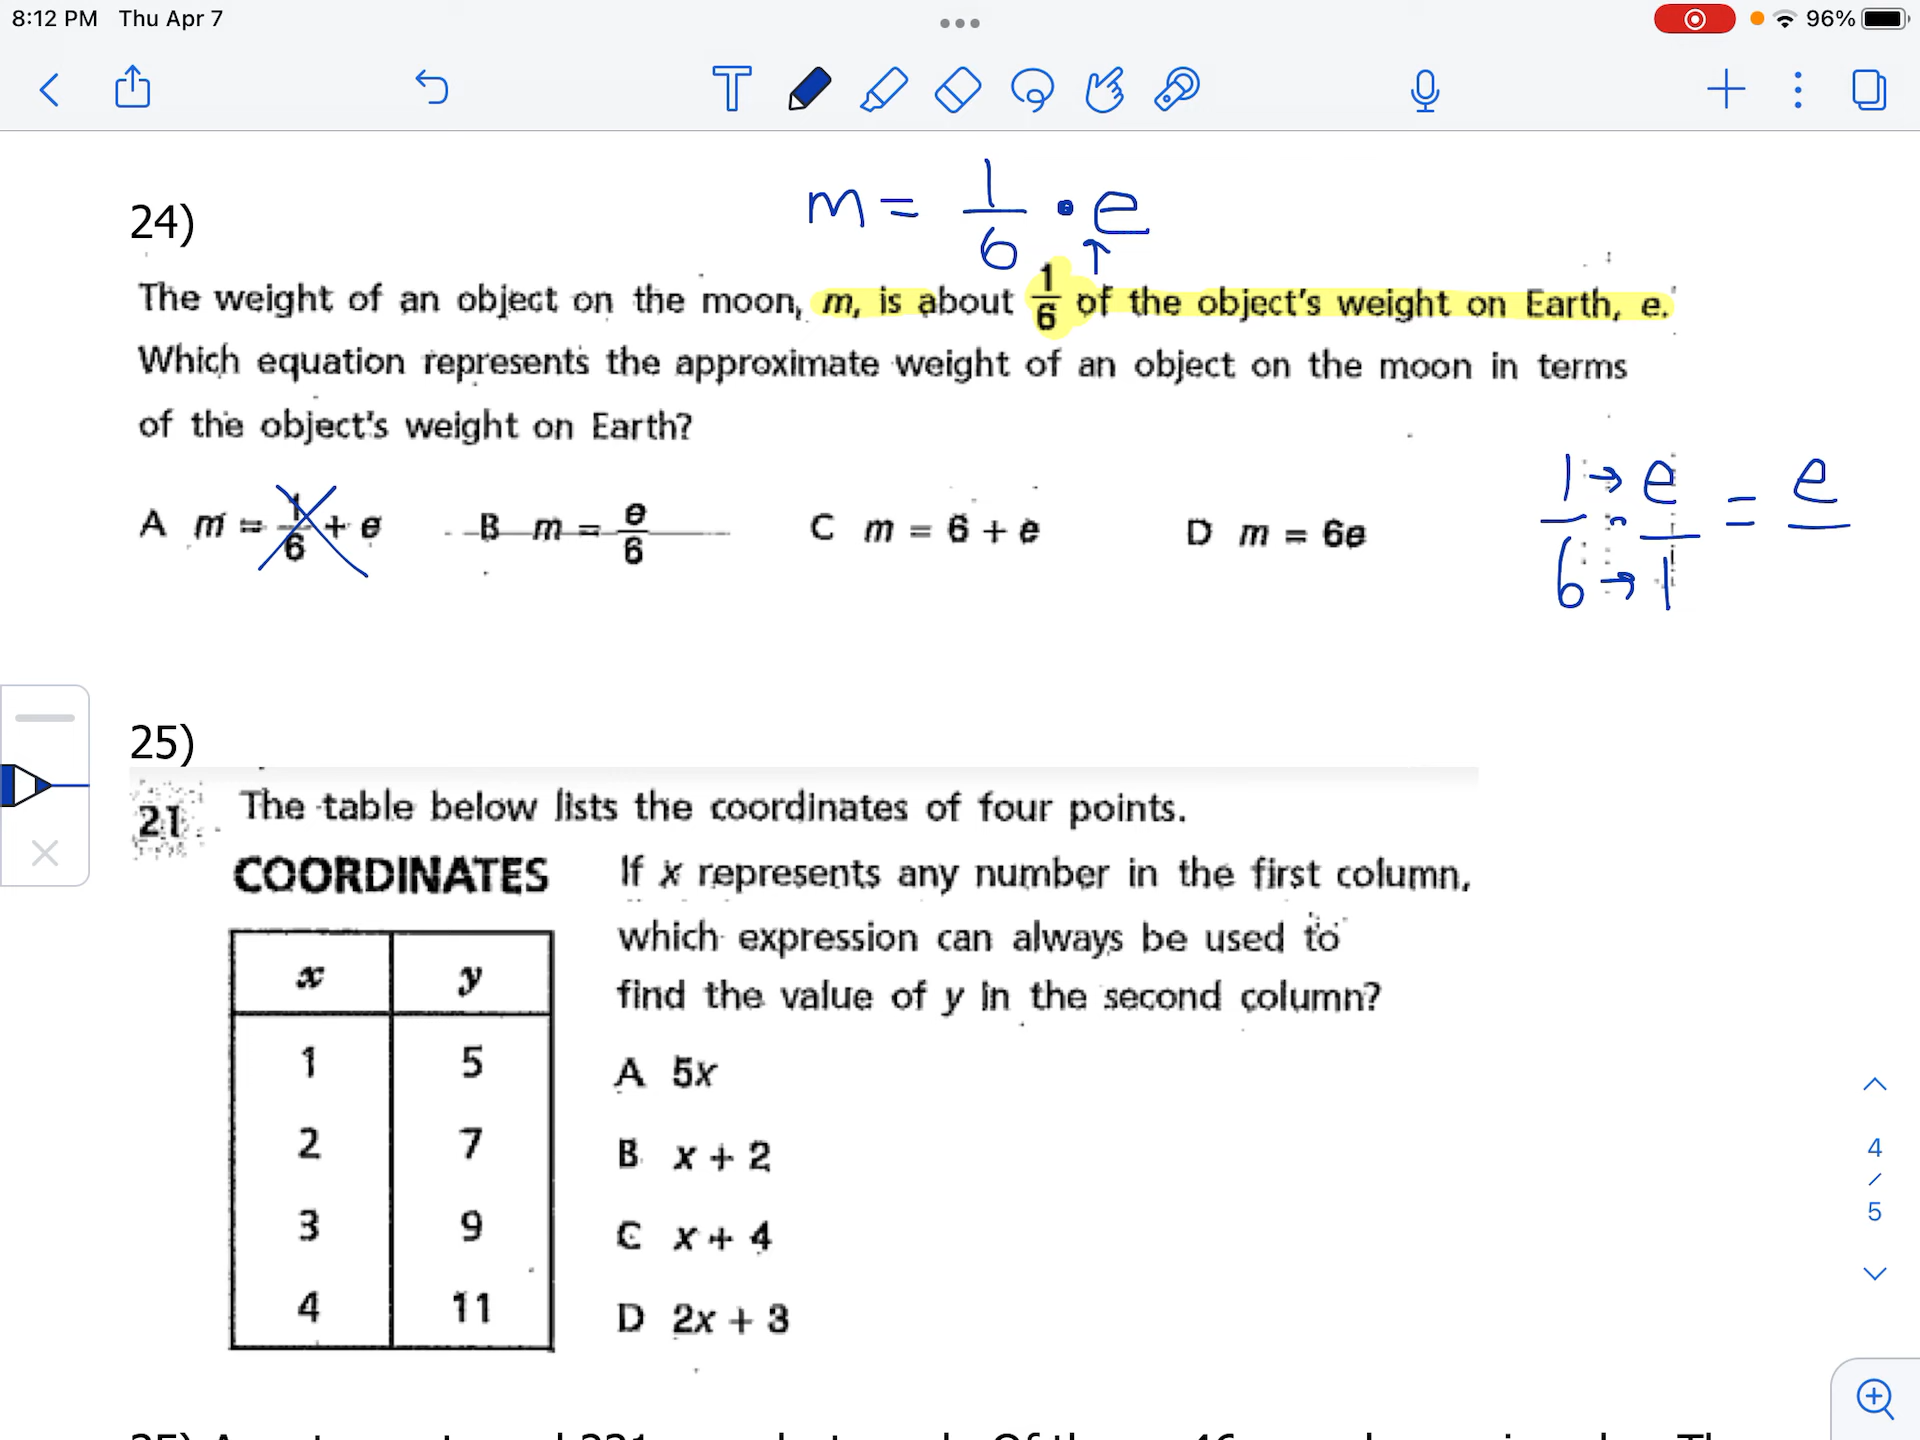 8:12 PM Thu Apr 7
96%
m = 1/6 · e
24)
The weight of an object on the moon, m, is about 1/6 of the object's weight on Earth, e.
Which equation represents the approximate weight of an object on the moon in terms
of the object's weight on Earth?
A m = 1/6 + e B m = e/6 C m = 6 + e D m = 6e
1 → e = e
6 → 1
25)
21. The table below lists the coordinates of four points.
COORDINATES
x y
1 5
2 7
3 9
4 11
If x represents any number in the first column,
which expression can always be used to
find the value of y in the second column?
A 5x
B x + 2
C x + 4
D 2x + 3
4
/
5